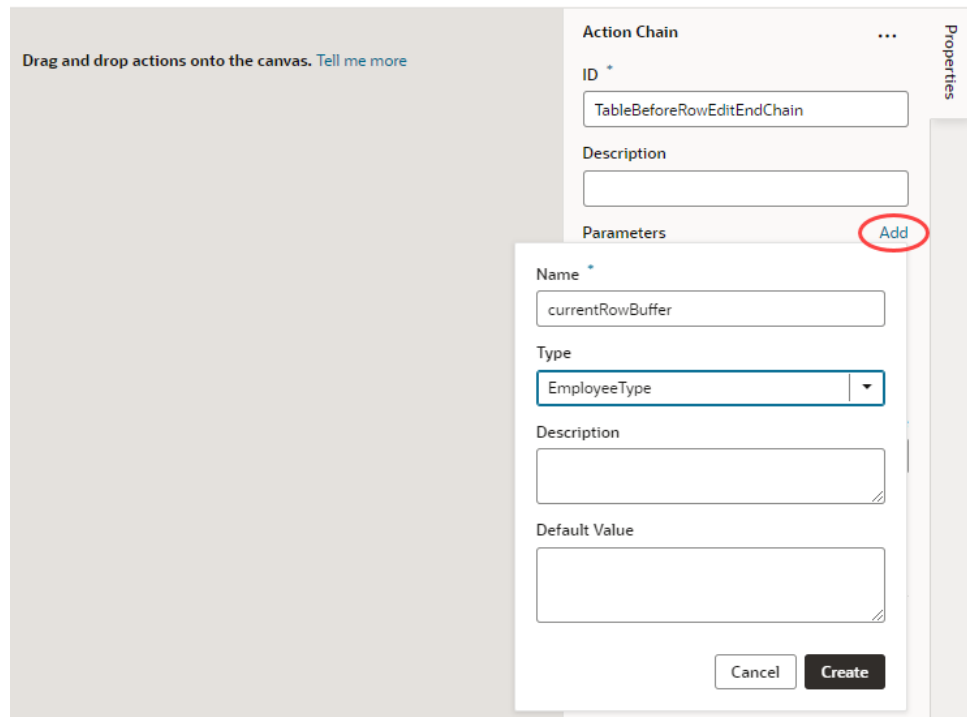 Drag and drop actions onto the canvas. Tell me more
Action Chain
...
ID *
TableBeforeRowEditEndChain
Description
Parameters Add
Name *
currentRowBuffer
Type
EmployeeType
Description
Default Value
Cancel Create
Properties